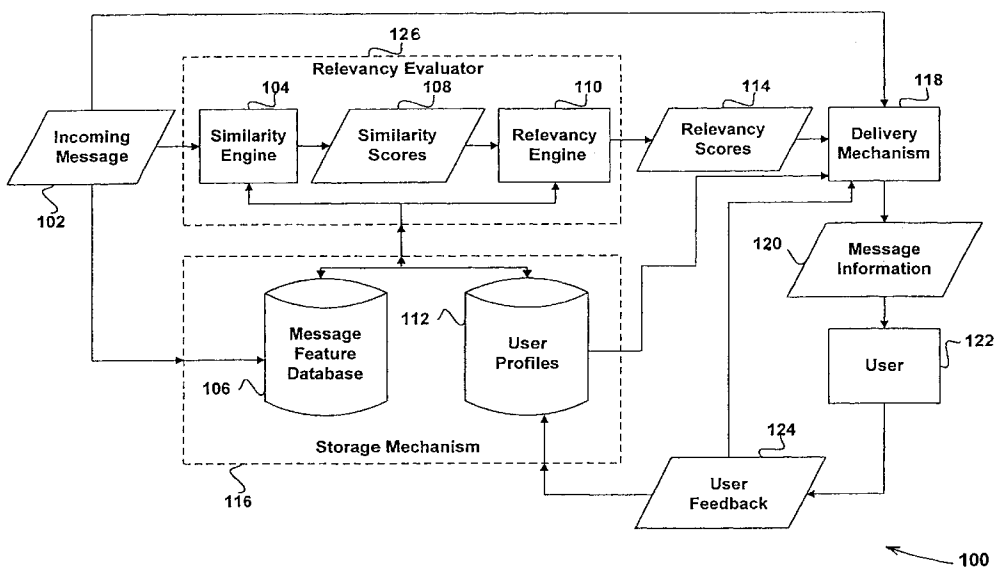 126
Relevancy Evaluator
104
108
110
114
118
Incoming
Message
Similarity
Engine
Similarity
Scores
Relevancy
Engine
Relevancy
Scores
Delivery
Mechanism
102
120
Message
Information
112
Message
Feature
Database
User
Profiles
106
User
122
Storage Mechanism
116
124
User
Feedback
100